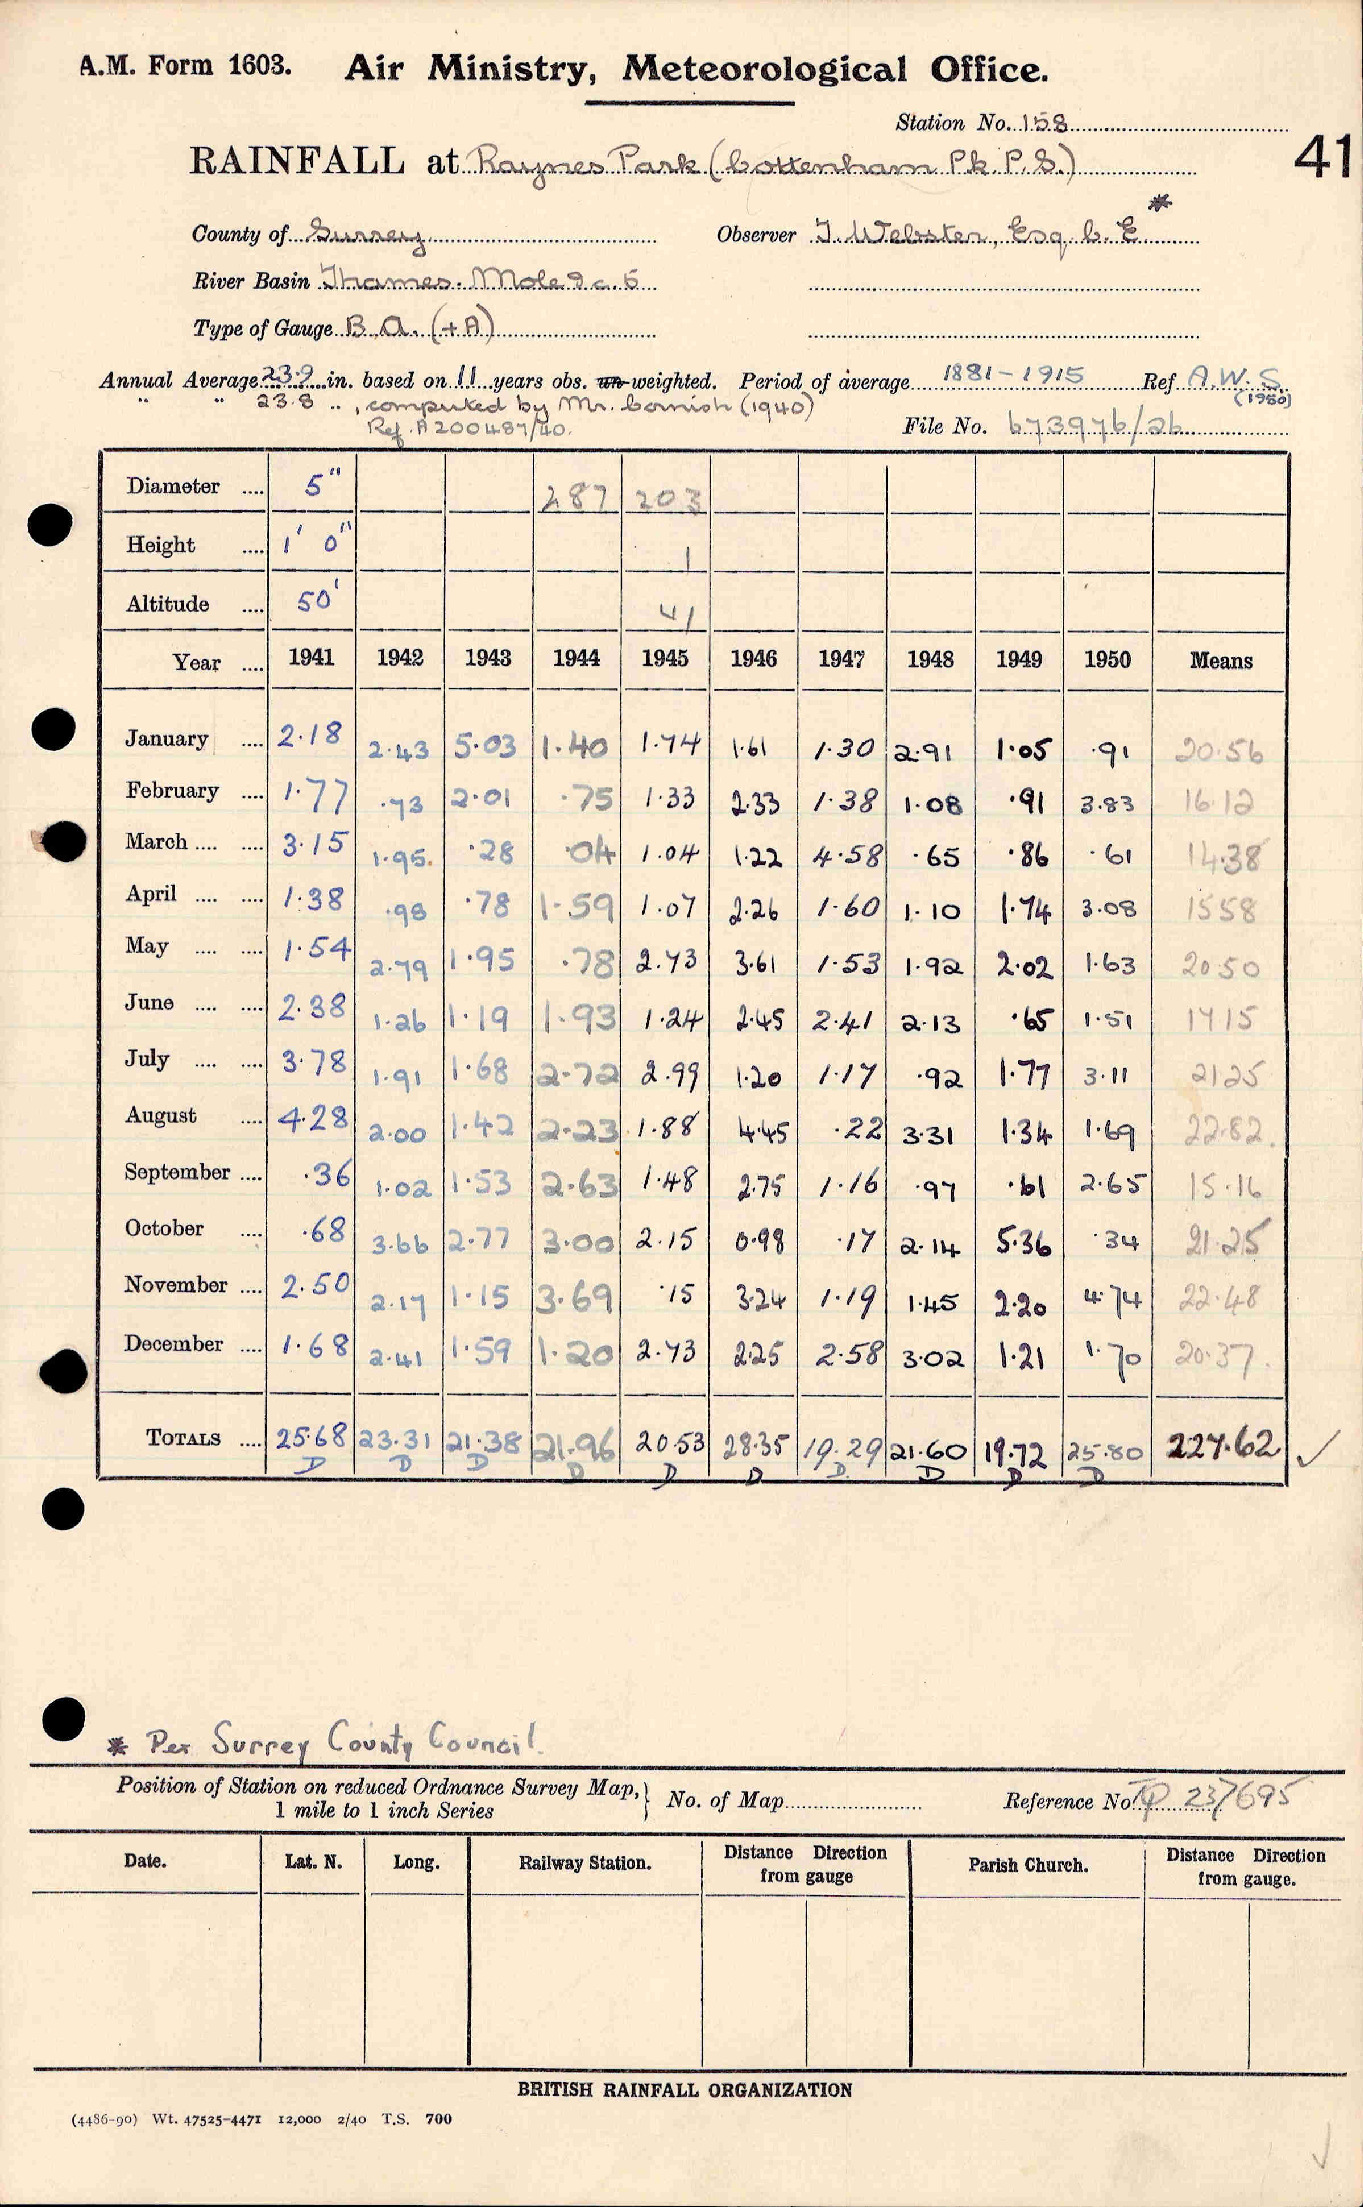 A.M. Form 1603. Air Ministry, Meteorological Office.
Station No. 158
41
RAINFALL at Raynes Park (Cottenham Pk. P.S.)
County of Surrey Observer J. Webster, Esq. C.E. *
River Basin Thames. Mole &c. 5
Type of Gauge B.A. (+A)
Annual Average 23.9 in. based on 11 years obs. un-weighted. Period of average 1881-1915 Ref A.W.S. (1950)
" " 23.8 ", computed by Mr. Cornish (1940)
Ref. A200487/40. File No. 673976/26
Diameter .... 5" 287 203
Height .... 1' 0" 1
Altitude .... 50' 41
Year .... 1941 1942 1943 1944 1945 1946 1947 1948 1949 1950 Means
January .... 2.18 2.43 5.03 1.40 1.74 1.61 1.30 2.91 1.05 .91 20.56
February .... 1.77 .73 2.01 .75 1.33 2.33 1.38 1.08 .91 3.83 16.12
March .... .... 3.15 1.95 .28 .04 1.04 1.22 4.58 .65 .86 .61 14.38
April .... .... 1.38 .98 .78 1.59 1.07 2.26 1.60 1.10 1.74 3.08 15 58
May .... .... 1.54 2.79 1.95 .78 2.73 3.61 1.53 1.92 2.02 1.63 20 50
June .... .... 2.38 1.26 1.19 1.93 1.24 2.45 2.41 2.13 .65 1.51 17 15
July .... .... 3.78 1.91 1.68 2.72 2.99 1.20 1.17 .92 1.77 3.11 21 25
August .... 4.28 2.00 1.42 2.23 1.88 4.45 .22 3.31 1.34 1.69 22.82.
September .... .36 1.02 1.53 2.63 1.48 2.75 1.16 .97 .61 2.65 15.16
October .... .68 3.66 2.77 3.00 2.15 0.98 .17 2.14 5.36 .34 21.25
November .... 2.50 2.17 1.15 3.69 .15 3.24 1.19 1.45 2.20 4.74 22.48
December .... 1.68 2.41 1.59 1.20 2.73 2.25 2.58 3.02 1.21 1.70 20.37.
TOTALS .... 25.68 23.31 21.38 21.96 20.53 28.35 19.29 21.60 19.72 25.80 227.62 ✓
D D D D D D D D D D
* Per Surrey County Council.
Position of Station on reduced Ordnance Survey Map, } No. of Map Reference No. TQ 237695
1 mile to 1 inch Series
Date. Lat. N. Long. Railway Station. Distance Direction from gauge Parish Church. Distance Direction from gauge.
BRITISH RAINFALL ORGANIZATION
(4486-90) Wt. 47525-4471 12,000 2/40 T.S. 700